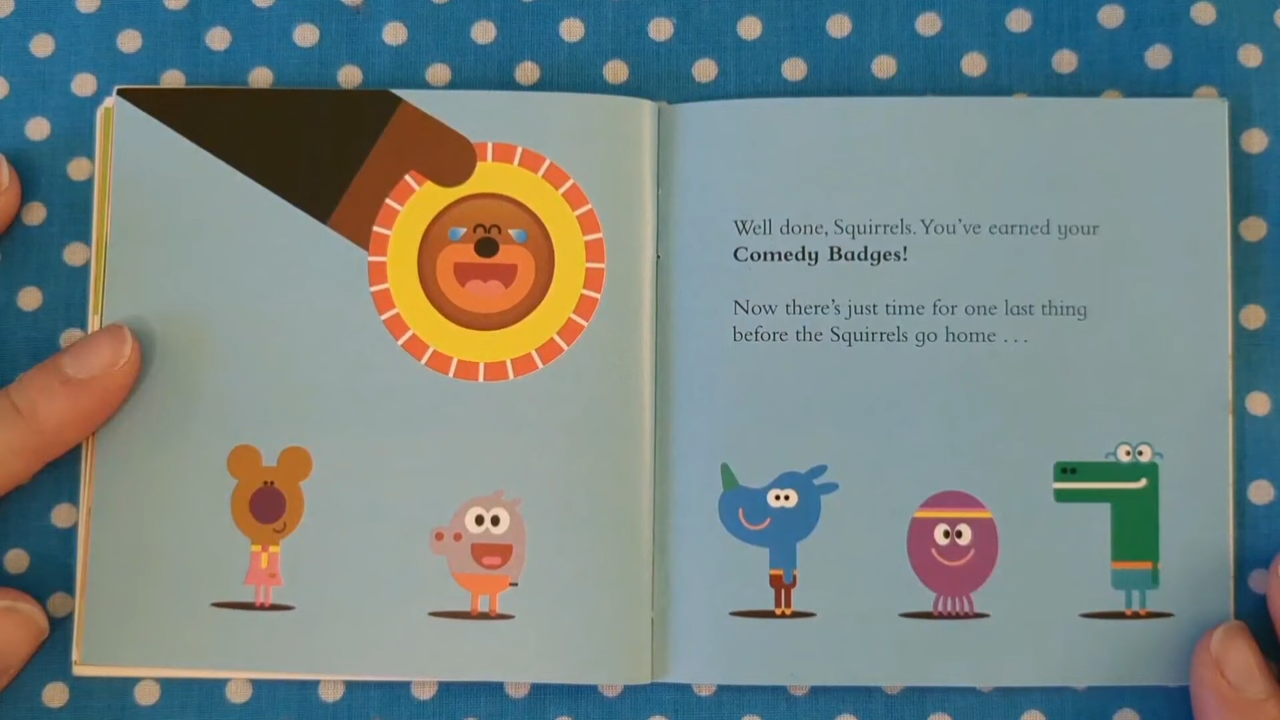 Well done, Squirrels. You've earned your
Comedy Badges!
Now there's just time for one last thing
before the Squirrels go home . . .